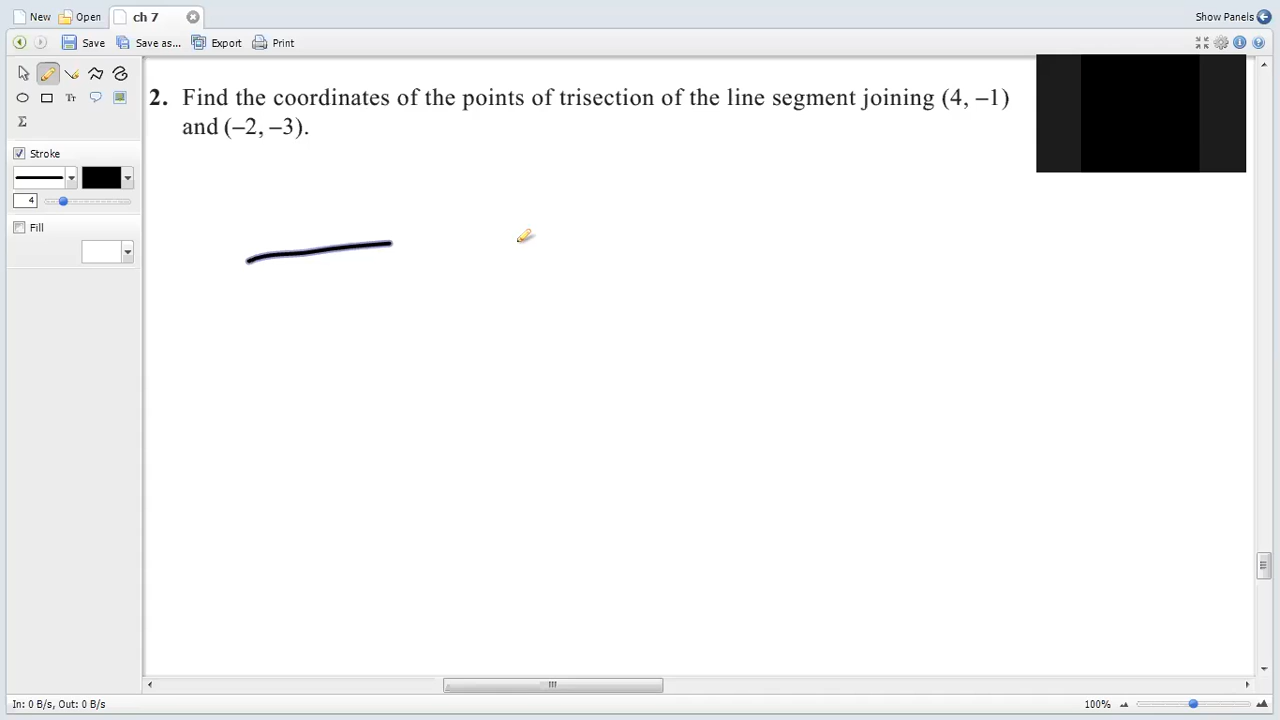 New Open ch 7 Show Panels
Save Save as... Export Print
2. Find the coordinates of the points of trisection of the line segment joining (4, –1)
and (–2, –3).
Tr
Σ
Stroke
4
Fill
In: 0 B/s, Out: 0 B/s 100%